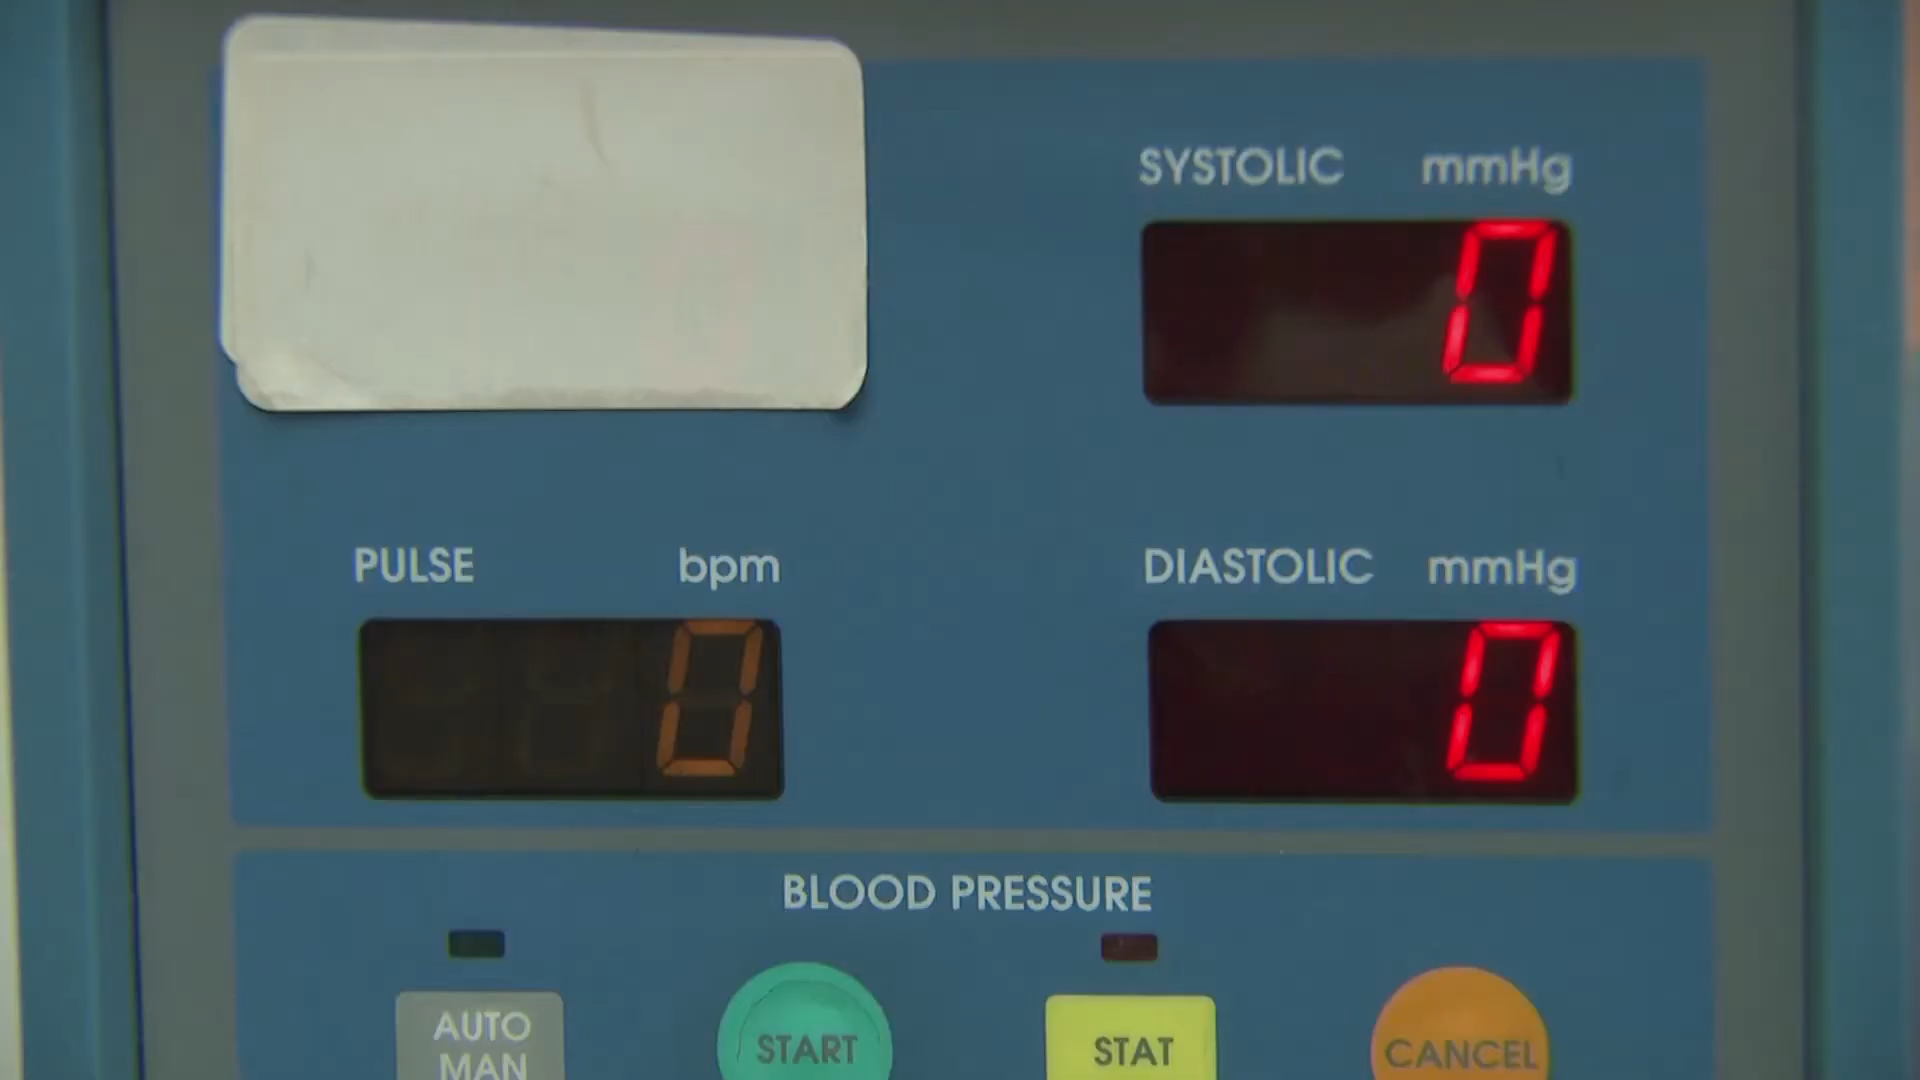 SYSTOLIC mmHg
0
PULSE bpm
0
DIASTOLIC mmHg
0
BLOOD PRESSURE
AUTO
MAN
START
STAT
CANCEL